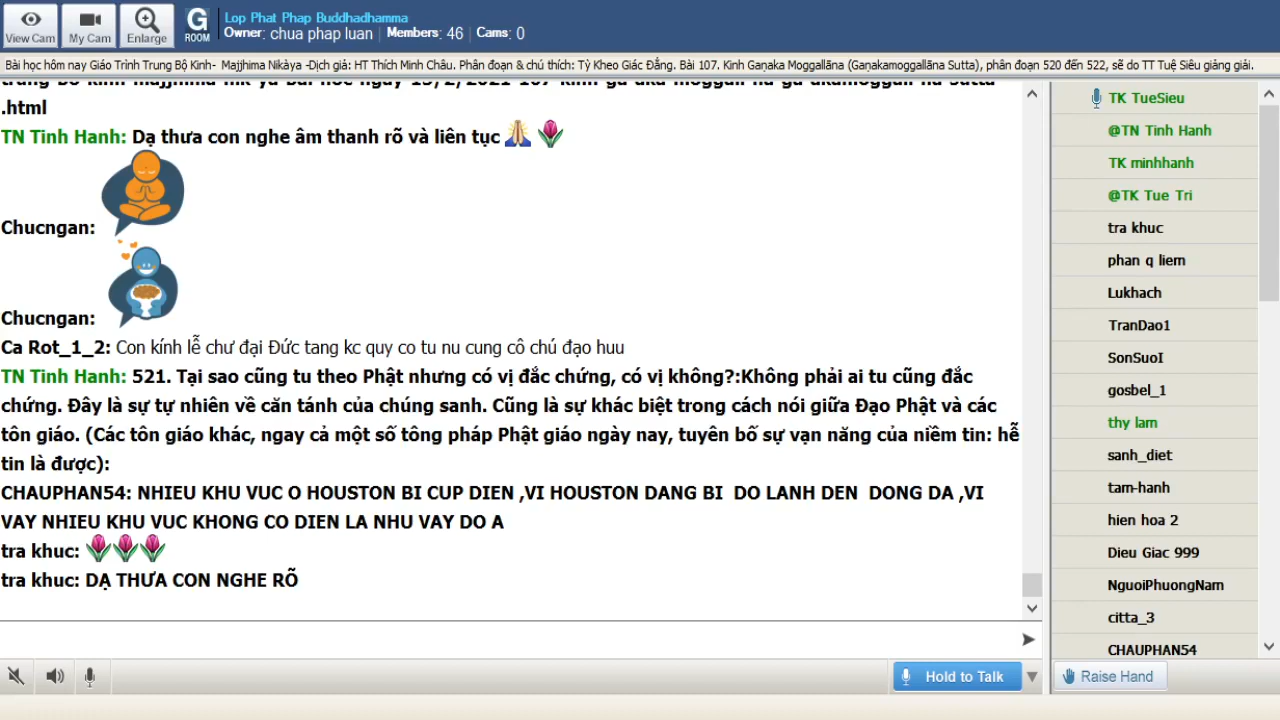 View Cam
My Cam
Enlarge
G
ROOM
Lop Phat Phap Buddhadhamma
Owner: chua phap luan Members: 46 Cams: 0
Bài học hôm nay Giáo Trình Trung Bộ Kinh- Majjhima Nikàya -Dịch giả: HT Thích Minh Châu. Phân đoạn & chú thích: Tỳ Kheo Giác Đẳng. Bài 107. Kinh Gaṇaka Moggallāna (Gaṇakamoggallāna Sutta), phân đoạn 520 đến 522, sẽ do TT Tuệ Siêu giảng giải.
.html
TN Tinh Hanh: Dạ thưa con nghe âm thanh rõ và liên tục
Chucngan:
Chucngan:
Ca Rot_1_2: Con kính lễ chư đại Đức tang kc quy co tu nu cung cô chú đạo huu
TN Tinh Hanh: 521. Tại sao cũng tu theo Phật nhưng có vị đắc chứng, có vị không?:Không phải ai tu cũng đắc
chứng. Đây là sự tự nhiên về căn tánh của chúng sanh. Cũng là sự khác biệt trong cách nói giữa Đạo Phật và các
tôn giáo. (Các tôn giáo khác, ngay cả một số tông pháp Phật giáo ngày nay, tuyên bố sự vạn năng của niềm tin: hễ
tin là được):
CHAUPHAN54: NHIEU KHU VUC O HOUSTON BI CUP DIEN ,VI HOUSTON DANG BI DO LANH DEN DONG DA ,VI
VAY NHIEU KHU VUC KHONG CO DIEN LA NHU VAY DO A
tra khuc:
tra khuc: DẠ THƯA CON NGHE RÕ
Hold to Talk
TK TueSieu
@TN Tinh Hanh
TK minhhanh
@TK Tue Tri
tra khuc
phan q liem
Lukhach
TranDao1
SonSuoI
gosbel_1
thy lam
sanh_diet
tam-hanh
hien hoa 2
Dieu Giac 999
NguoiPhuongNam
citta_3
CHAUPHAN54
Raise Hand